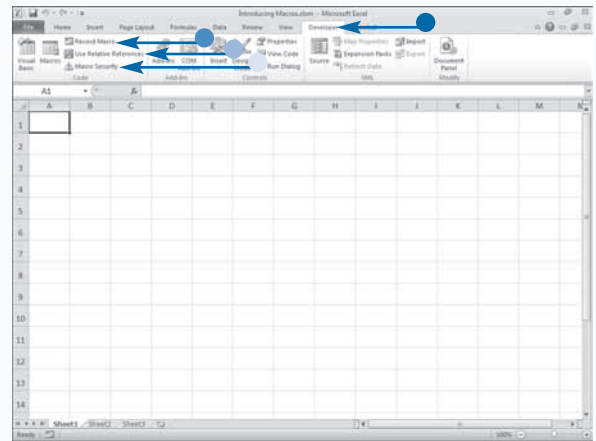 Introducing Macros.xlsm - Microsoft Excel
File Home Insert Page Layout Formulas Data Review View Developer
Visual Basic
Macros
Record Macro
Use Relative References
Macro Security
Code
Add-Ins
COM
Add-Ins
Insert
Properties
View Code
Run Dialog
Controls
Source
Map Properties
Expansion Packs
Refresh Data
Import
Export
XML
Document Panel
Modify
A1 fx
A B C D E F G H I J K L M N
1
2
3
4
5
6
7
8
9
10
11
12
13
14
Sheet1 Sheet2 Sheet3
Ready 100%